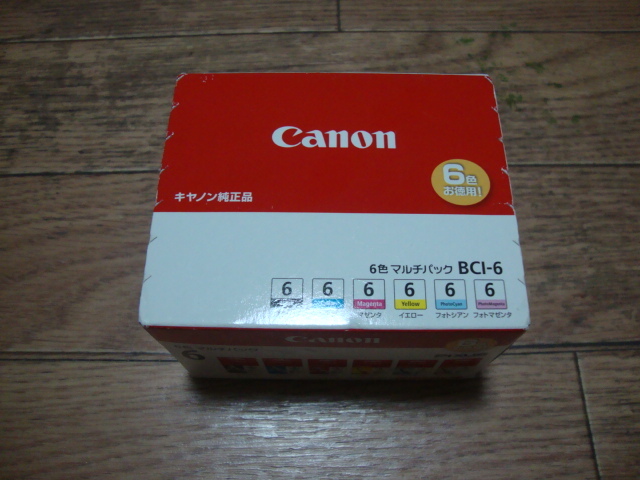 Canon
6色
お徳用!
キヤノン純正品
6色 マルチパック BCI-6
6 6 6 6 6 6
Magenta Yellow PhotoCyan PhotoMagenta
マゼンタ イエロー フォトシアン フォトマゼンタ
Canon
6